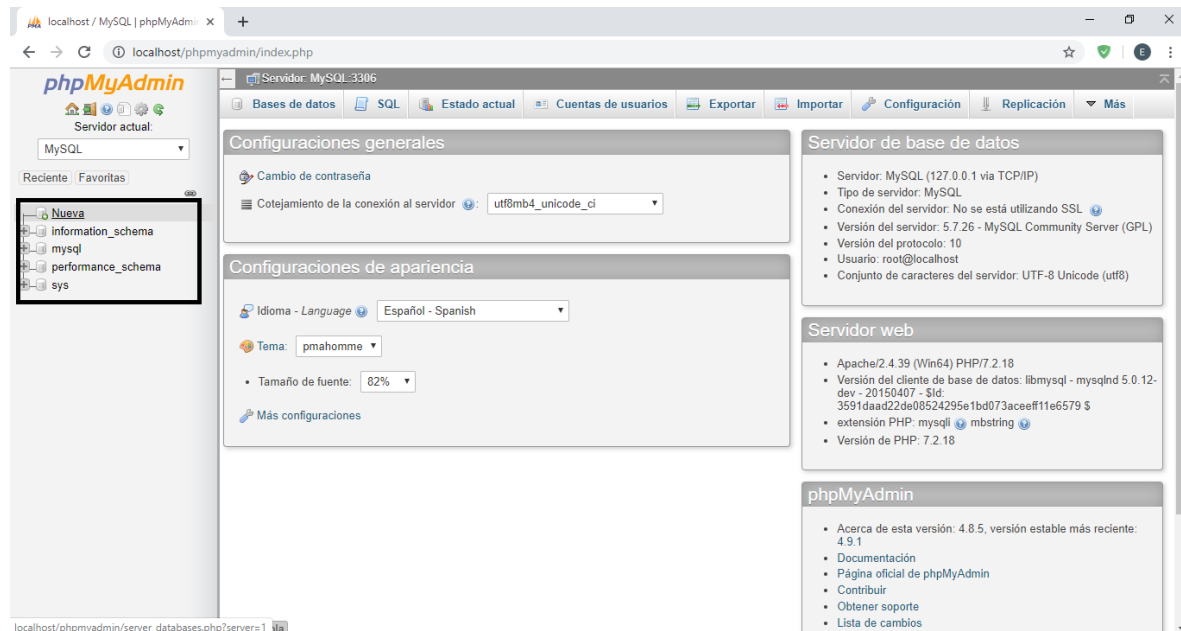 localhost / MySQL | phpMyAdmi
localhost/phpmyadmin/index.php
E
phpMyAdmin
Servidor actual:
MySQL
Reciente Favoritas
Nueva
information_schema
mysql
performance_schema
sys
Servidor: MySQL:3306
Bases de datos SQL Estado actual Cuentas de usuarios Exportar Importar Configuración Replicación Más
Configuraciones generales
Cambio de contraseña
Cotejamiento de la conexión al servidor : utf8mb4_unicode_ci
Configuraciones de apariencia
Idioma - Language Español - Spanish
Tema: pmahomme
• Tamaño de fuente: 82%
Más configuraciones
Servidor de base de datos
• Servidor: MySQL (127.0.0.1 via TCP/IP)
• Tipo de servidor: MySQL
• Conexión del servidor: No se está utilizando SSL
• Versión del servidor: 5.7.26 - MySQL Community Server (GPL)
• Versión del protocolo: 10
• Usuario: root@localhost
• Conjunto de caracteres del servidor: UTF-8 Unicode (utf8)
Servidor web
• Apache/2.4.39 (Win64) PHP/7.2.18
• Versión del cliente de base de datos: libmysql - mysqlnd 5.0.12-
dev - 20150407 - $Id:
3591daad22de08524295e1bd073aceeff11e6579 $
• extensión PHP: mysqli mbstring
• Versión de PHP: 7.2.18
phpMyAdmin
• Acerca de esta versión: 4.8.5, versión estable más reciente:
4.9.1
• Documentación
• Página oficial de phpMyAdmin
• Contribuir
• Obtener soporte
• Lista de cambios
localhost/phpmyadmin/server_databases.php?server=1